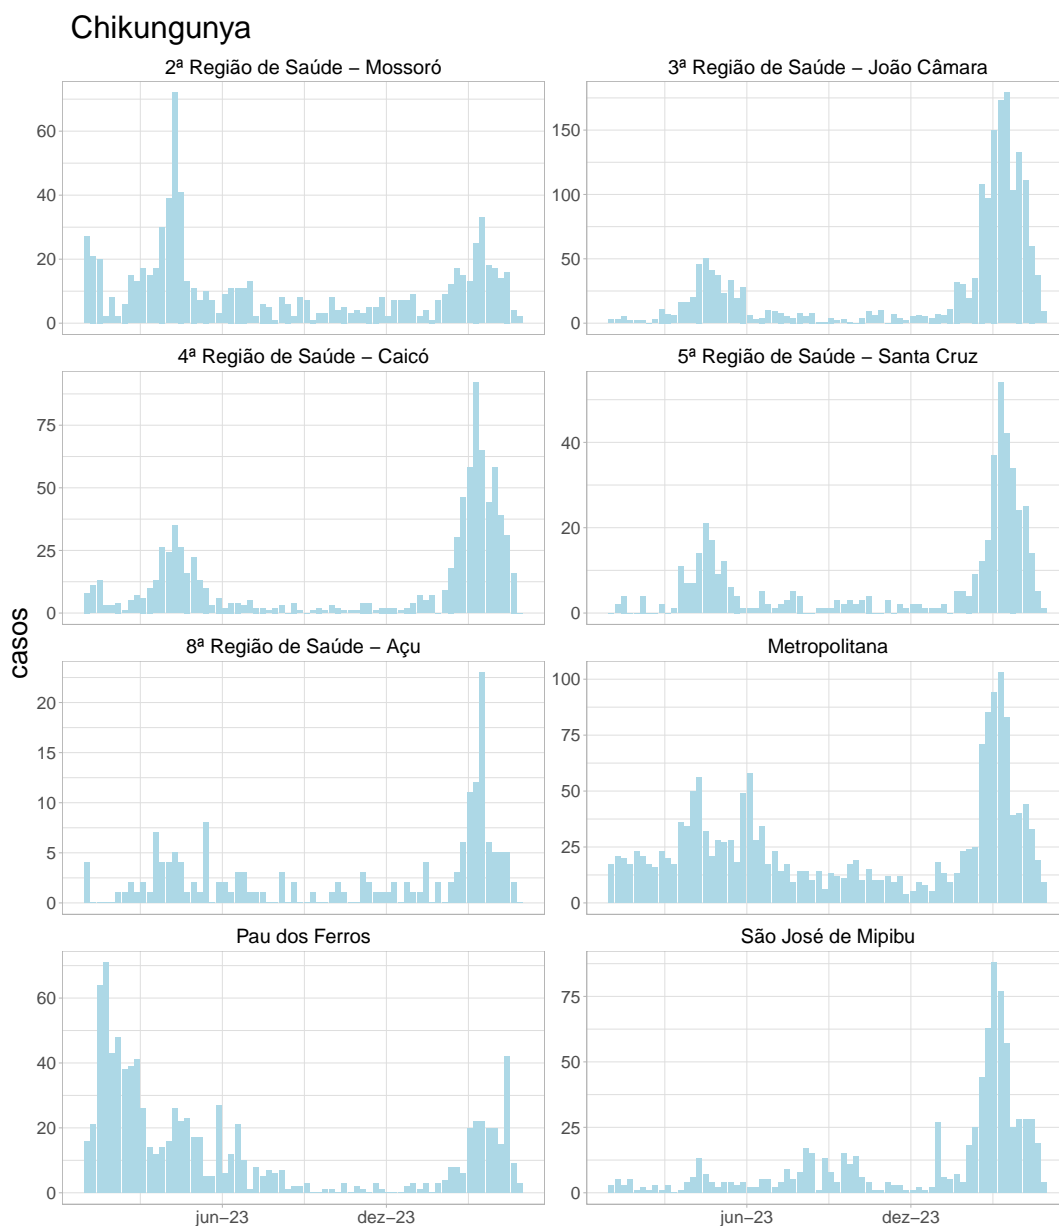 Chikungunya
2ª Região de Saúde – Mossoró
3ª Região de Saúde – João Câmara
60
40
20
0
150
100
50
0
4ª Região de Saúde – Caicó
5ª Região de Saúde – Santa Cruz
75
50
25
0
40
20
0
casos
8ª Região de Saúde – Açu
Metropolitana
20
15
10
5
0
100
75
50
25
0
Pau dos Ferros
São José de Mipibu
60
40
20
0
75
50
25
0
jun–23
dez–23
jun–23
dez–23